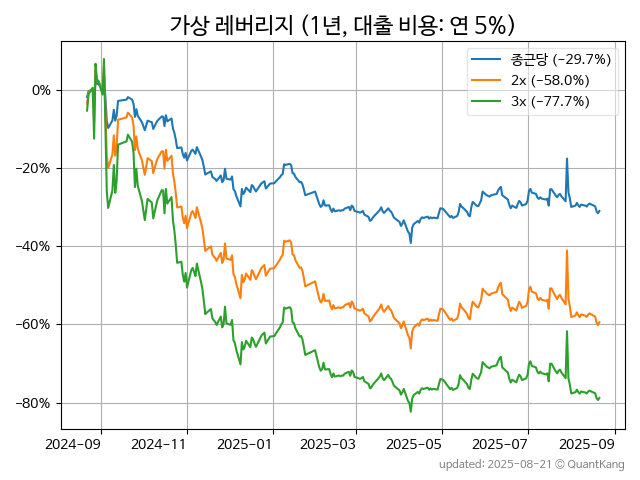 가상 레버리지 (1년, 대출 비용: 연 5%)
종근당 (−29.7%)
2x (−58.0%)
3x (−77.7%)
0%
−20%
−40%
−60%
−80%
2024−09 2024−11 2025−01 2025−03 2025−05 2025−07 2025−09
updated: 2025-08-21 © QuantKang